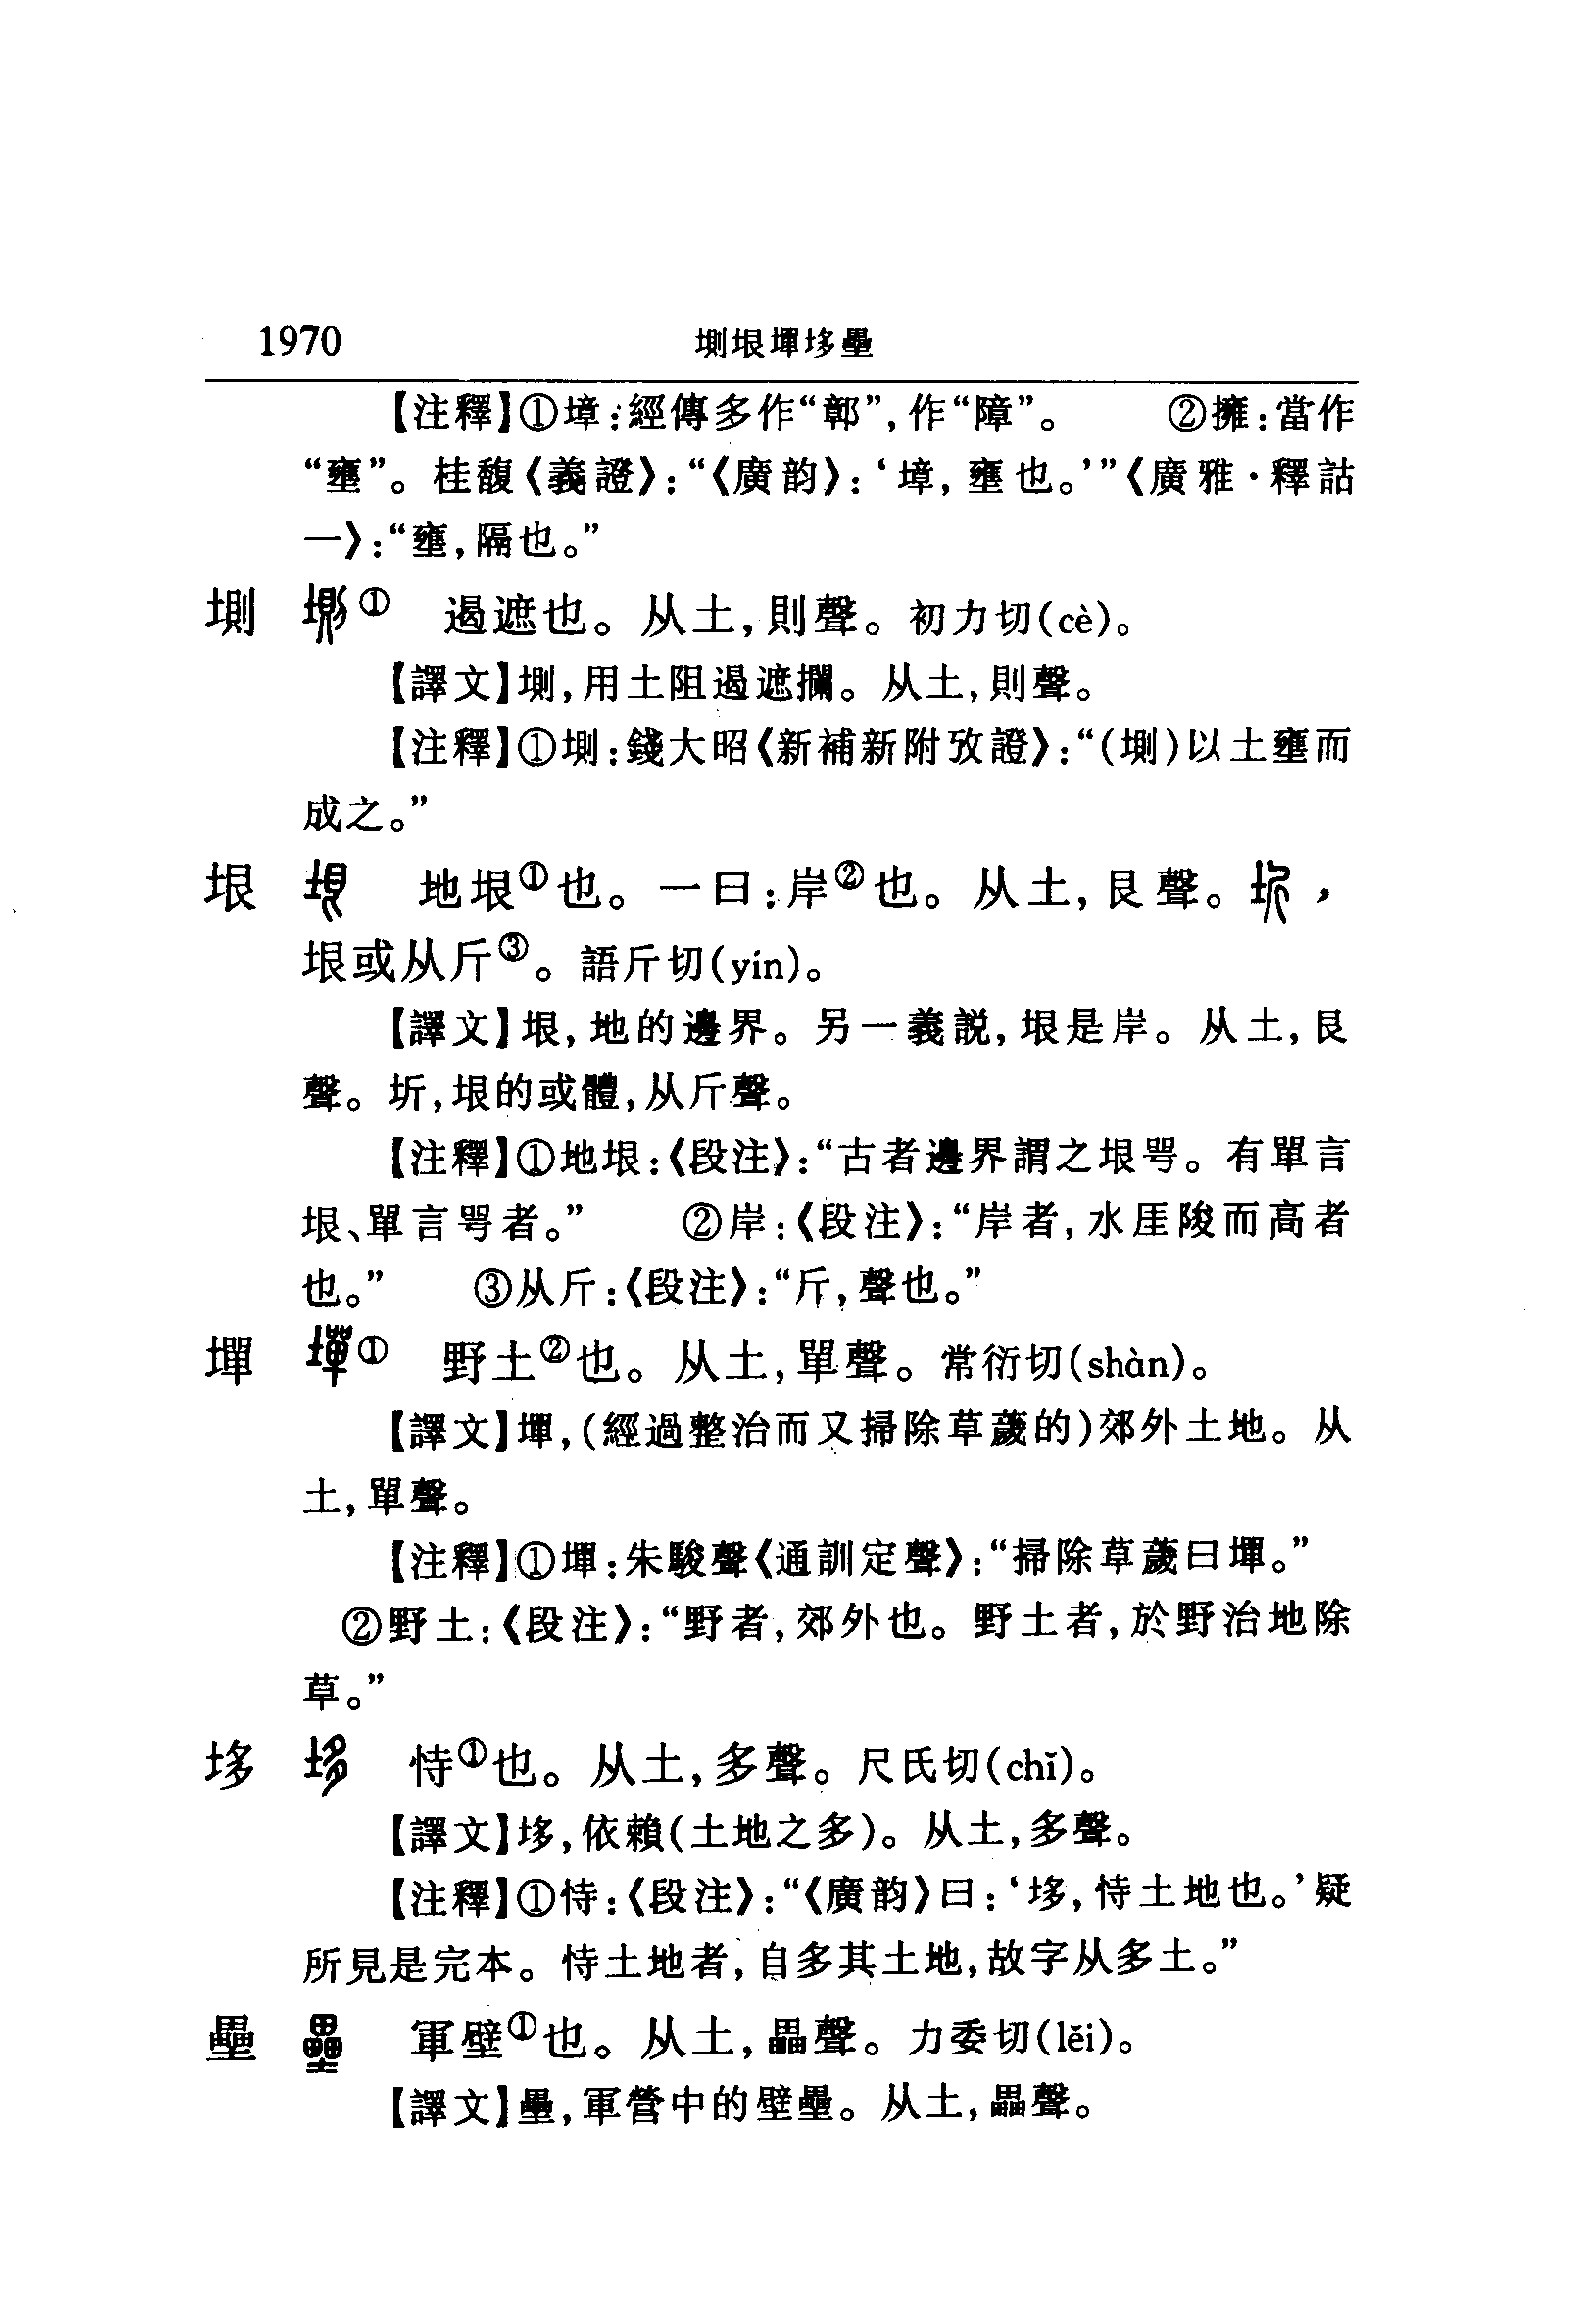 1970 堲垠墠垑壘
【注釋】①墇：經傳多作“鄣”，作“障”。 ②擁：當作
“壅”。桂馥《義證》：“《廣韵》：‘墇，壅也。’”《廣雅·釋詁
一》：“壅，隔也。”
㘍 ① 遏遮也。从土，則聲。初力切(cè)。
【譯文】㘍，用土阻遏遮攔。从土，則聲。
【注釋】①㘍：錢大昭《新補新附攷證》：“(㘍)以土壅而
成之。”
垠 地垠①也。一曰：岸②也。从土，艮聲。，
垠或从斤③。語斤切(yín)。
【譯文】垠，地的邊界。另一義説，垠是岸。从土，艮
聲。圻，垠的或體，从斤聲。
【注釋】①地垠：《段注》：“古者邊界謂之垠咢。有單言
垠、單言咢者。” ②岸：《段注》：“岸者，水厓陖而高者
也。” ③从斤：《段注》：“斤，聲也。”
墠 ① 野土②也。从土，單聲。常衍切(shàn)。
【譯文】墠，(經過整治而又掃除草薉的)郊外土地。从
土，單聲。
【注釋】①墠：朱駿聲《通訓定聲》：“掃除草薉曰墠。”
②野土：《段注》：“野者，郊外也。野土者，於野治地除
草。”
垑 恀①也。从土，多聲。尺氏切(chǐ)。
【譯文】垑，依賴(土地之多)。从土，多聲。
【注釋】①恃：《段注》：“《廣韵》曰：‘垑，恃土地也。’疑
所見是完本。恃土地者，自多其土地，故字从多土。”
壘 軍壁①也。从土，畾聲。力委切(lěi)。
【譯文】壘，軍營中的壁壘。从土，畾聲。